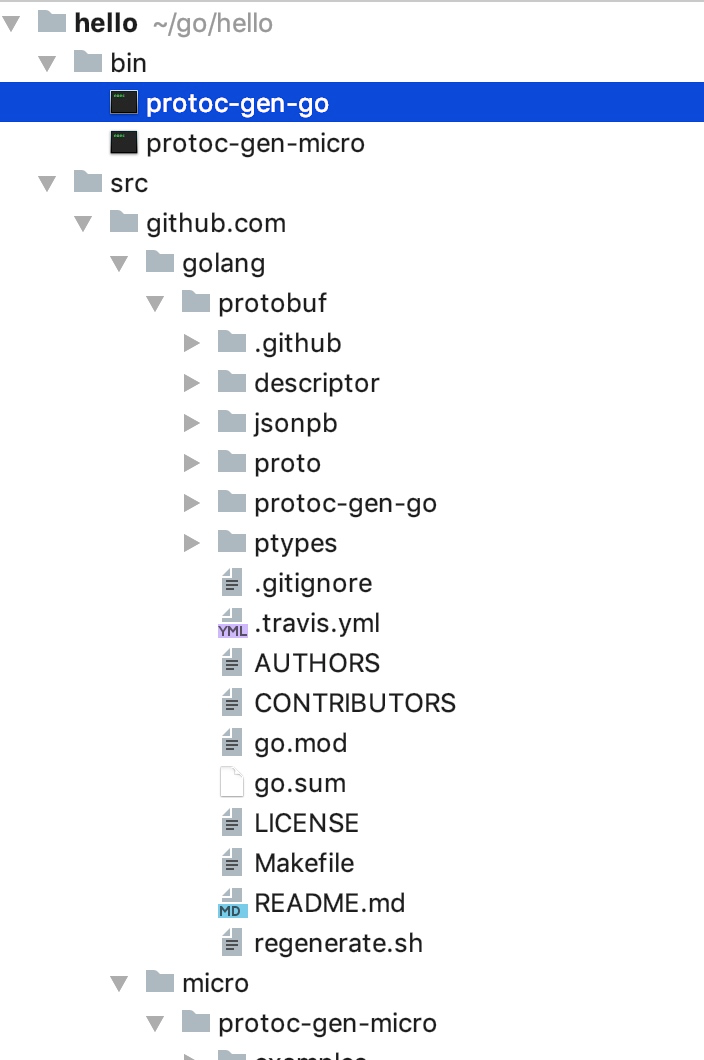 hello ~/go/hello
bin
protoc-gen-go
protoc-gen-micro
src
github.com
golang
protobuf
.github
descriptor
jsonpb
proto
protoc-gen-go
ptypes
.gitignore
YML .travis.yml
AUTHORS
CONTRIBUTORS
go.mod
go.sum
LICENSE
Makefile
MD README.md
regenerate.sh
micro
protoc-gen-micro